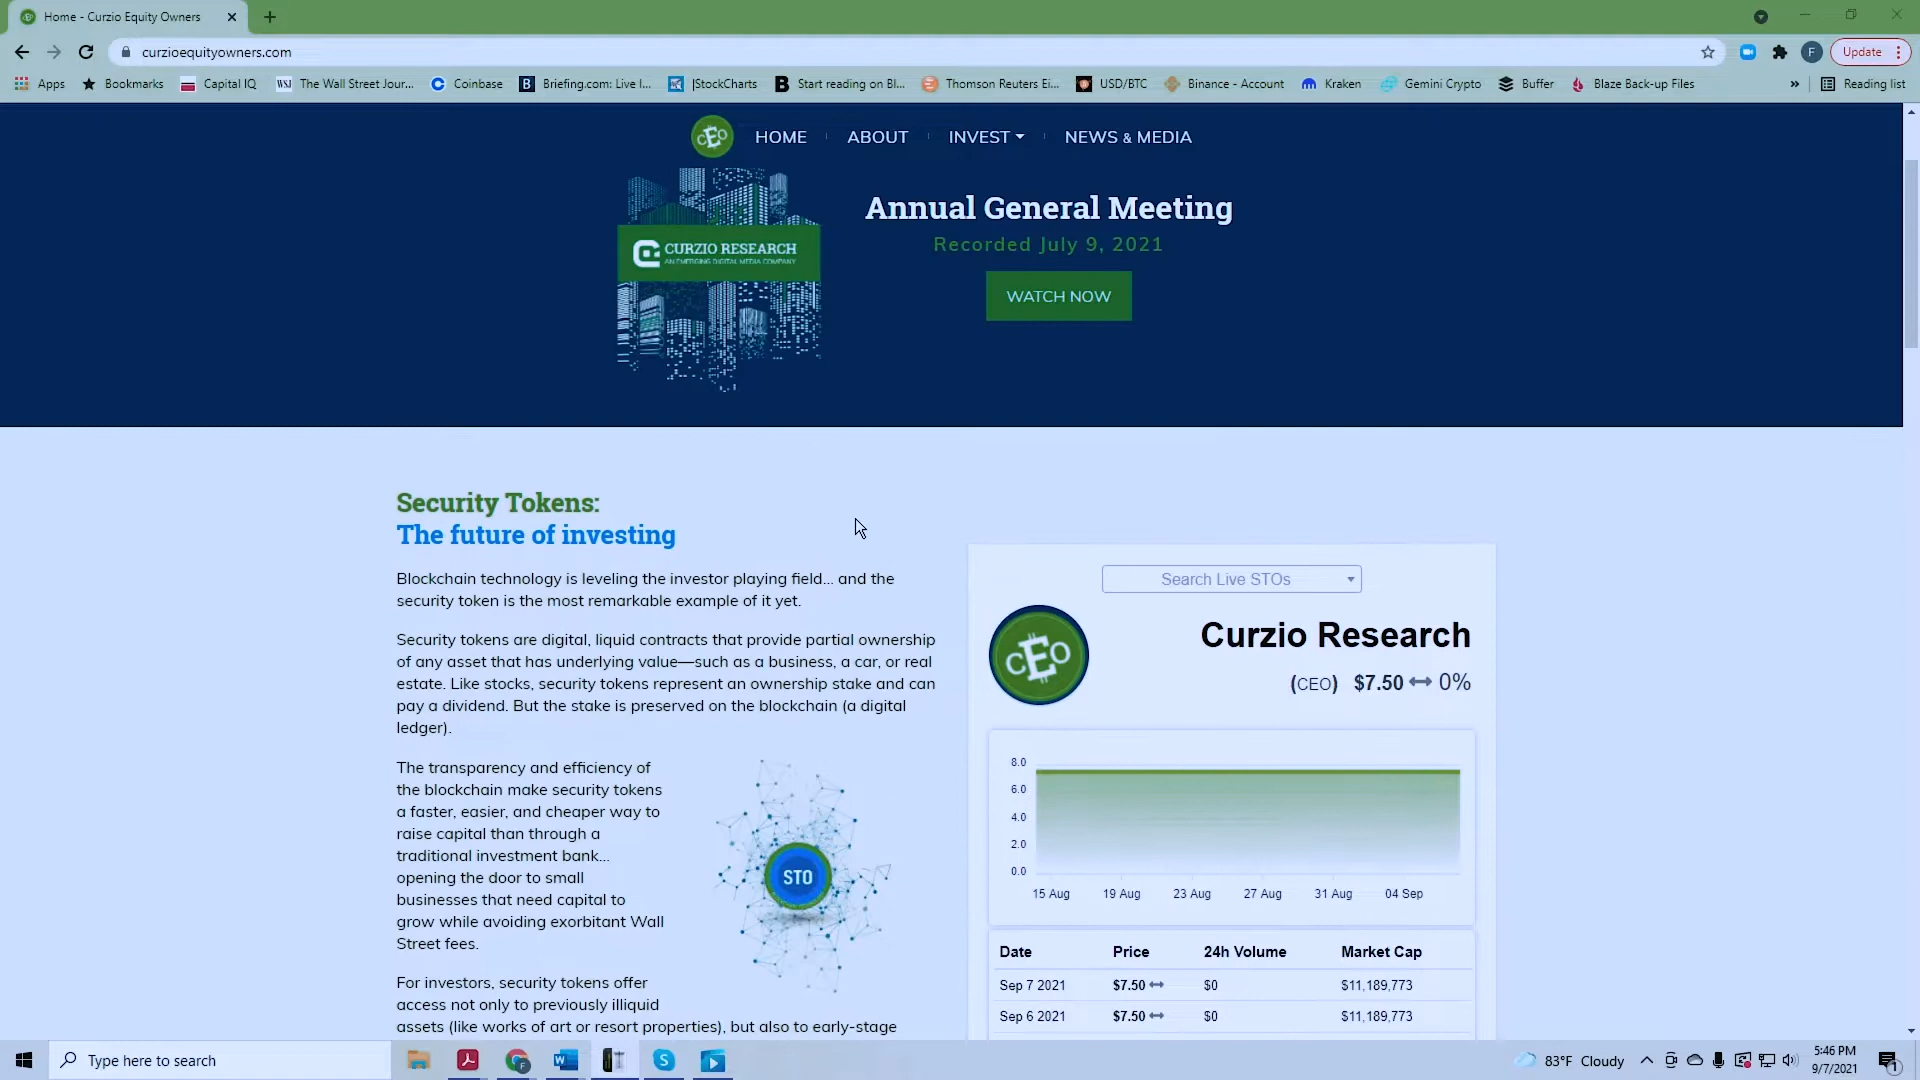 Home - Curzio Equity Owners
curzioequityowners.com
Update
Apps
Bookmarks
Capital IQ
WSJ The Wall Street Jour...
Coinbase
B Briefing.com: Live I...
|StockCharts
B Start reading on Bl...
Thomson Reuters Ei...
USD/BTC
Binance - Account
Kraken
Gemini Crypto
Buffer
Blaze Back-up Files
»
Reading list
CEO
HOME
ABOUT
INVEST
NEWS & MEDIA
CURZIO RESEARCH
AN EMERGING DIGITAL MEDIA COMPANY
Annual General Meeting
Recorded July 9, 2021
WATCH NOW
Security Tokens:
The future of investing
Blockchain technology is leveling the investor playing field... and the
security token is the most remarkable example of it yet.
Security tokens are digital, liquid contracts that provide partial ownership
of any asset that has underlying value—such as a business, a car, or real
estate. Like stocks, security tokens represent an ownership stake and can
pay a dividend. But the stake is preserved on the blockchain (a digital
ledger).
The transparency and efficiency of
the blockchain make security tokens
a faster, easier, and cheaper way to
raise capital than through a
traditional investment bank...
opening the door to small
businesses that need capital to
grow while avoiding exorbitant Wall
Street fees.
STO
For investors, security tokens offer
access not only to previously illiquid
assets (like works of art or resort properties), but also to early-stage
Search Live STOs
CEO
Curzio Research
(CEO) $7.50 0%
8.0
6.0
4.0
2.0
0.0
15 Aug 19 Aug 23 Aug 27 Aug 31 Aug 04 Sep
Date Price 24h Volume Market Cap
Sep 7 2021 $7.50 $0 $11,189,773
Sep 6 2021 $7.50 $0 $11,189,773
Type here to search
83°F Cloudy
5:46 PM
9/7/2021
1